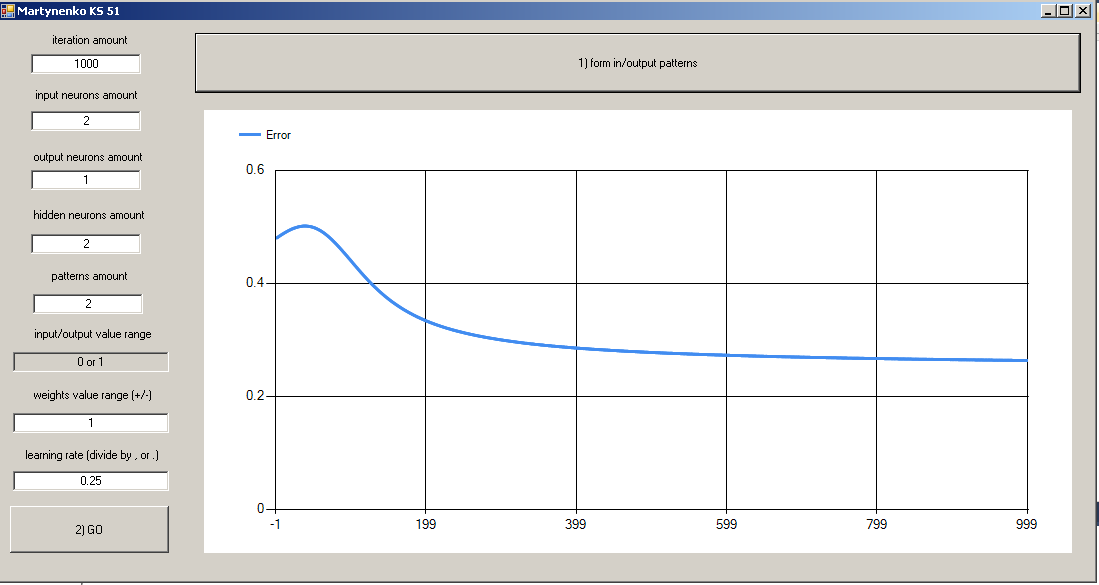 Martynenko KS 51
iteration amount
1000
input neurons amount
2
output neurons amount
1
hidden neurons amount
2
patterns amount
2
input/output value range
0 or 1
weights value range (+/-)
1
learning rate (divide by , or .)
0.25
2) GO
1) form in/output patterns
Error
0.6
0.4
0.2
0
-1 199 399 599 799 999